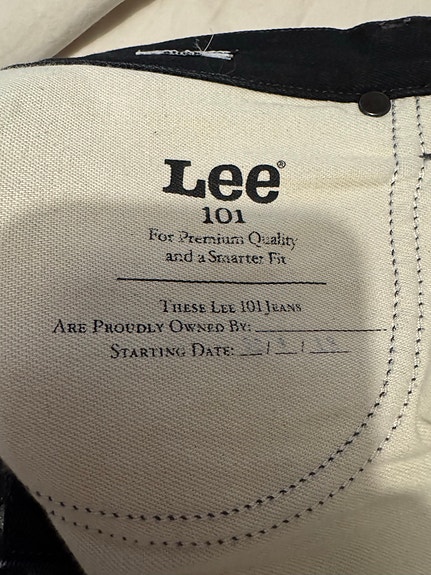 Lee®
101
For Premium Quality
and a Smarter Fit
These Lee 101 Jeans
Are Proudly Owned By:
Starting Date: / /